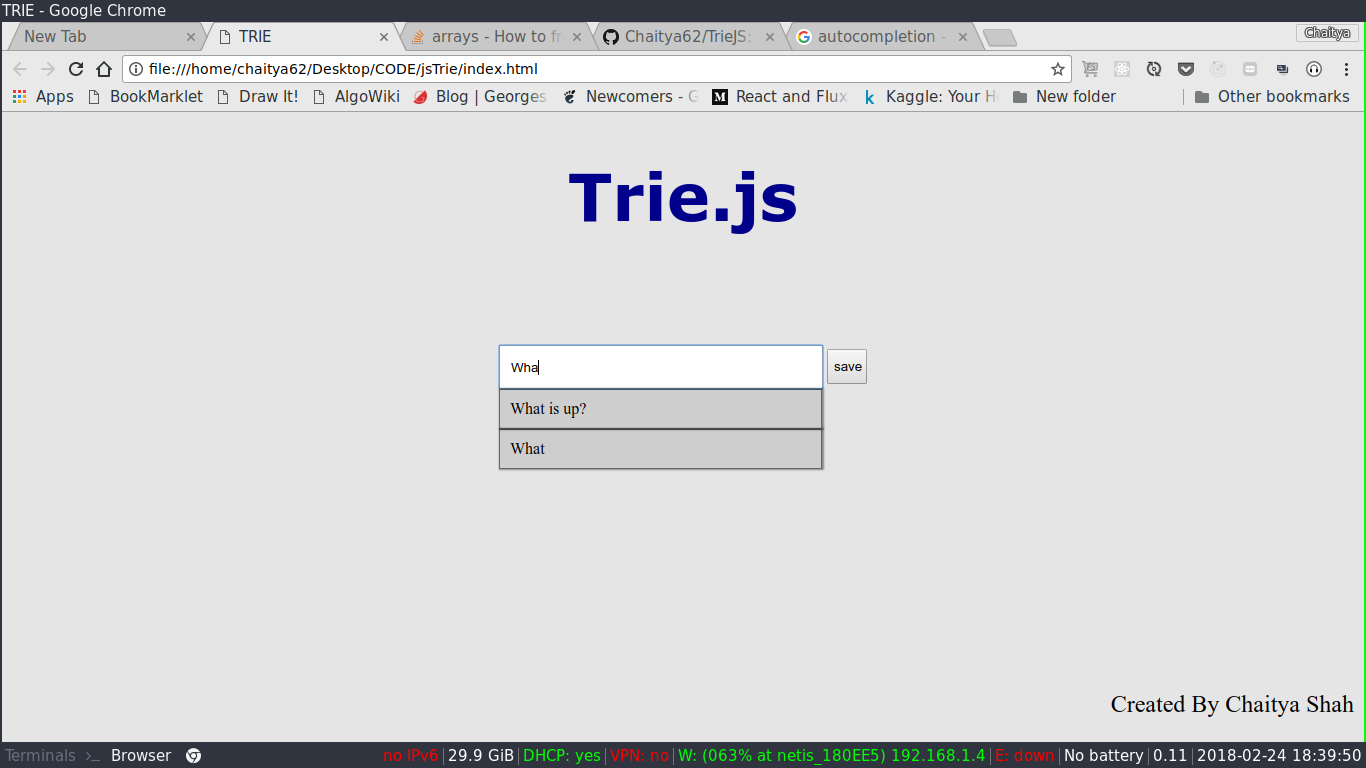 TRIE - Google Chrome
New Tab TRIE arrays - How to fr Chaitya62/TrieJS: autocompletion - Chaitya
file:///home/chaitya62/Desktop/CODE/jsTrie/index.html
Apps BookMarklet Draw It! AlgoWiki Blog | Georges Newcomers - G React and Flux Kaggle: Your Ho New folder Other bookmarks
Trie.js
Wha save
What is up?
What
Created By Chaitya Shah
Terminals >_ Browser no IPv6|29.9 GiB|DHCP: yes|VPN: no|W: (063% at netis_180EE5) 192.168.1.4|E: down|No battery|0.11|2018-02-24 18:39:50